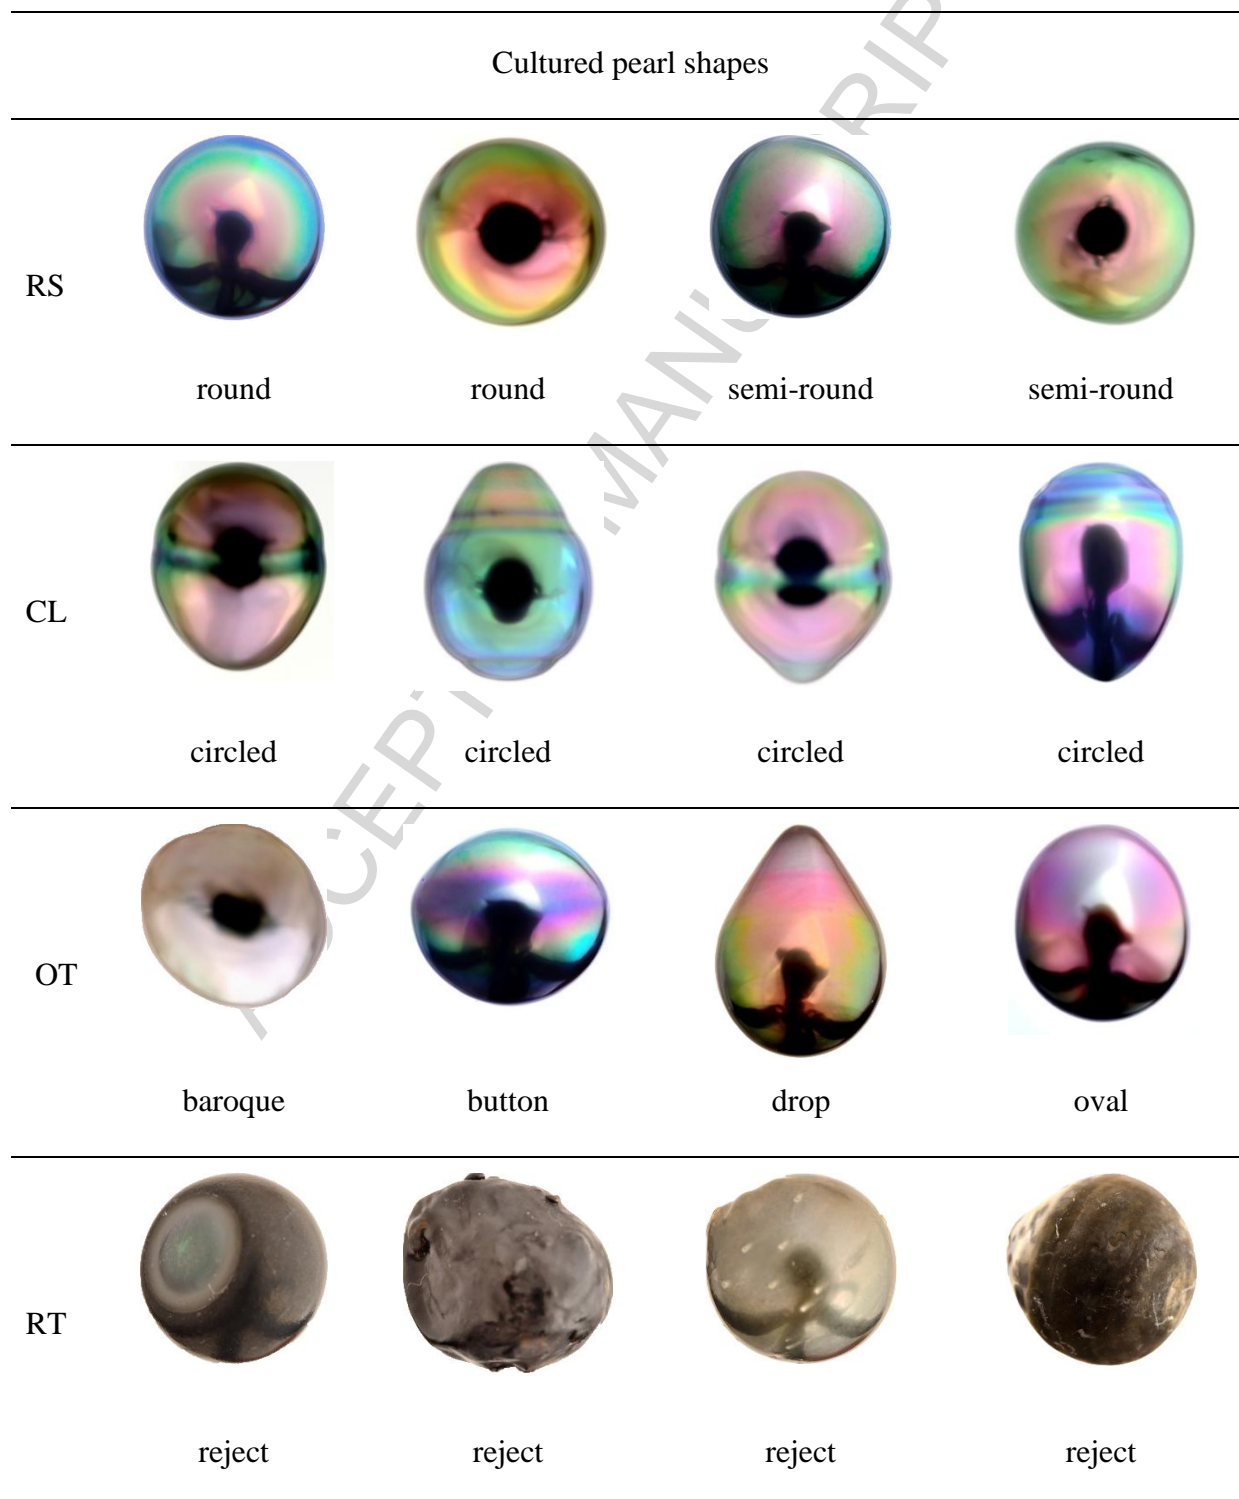 Cultured pearl shapes
RS
round round semi-round semi-round
CL
circled circled circled circled
OT
baroque button drop oval
RT
reject reject reject reject